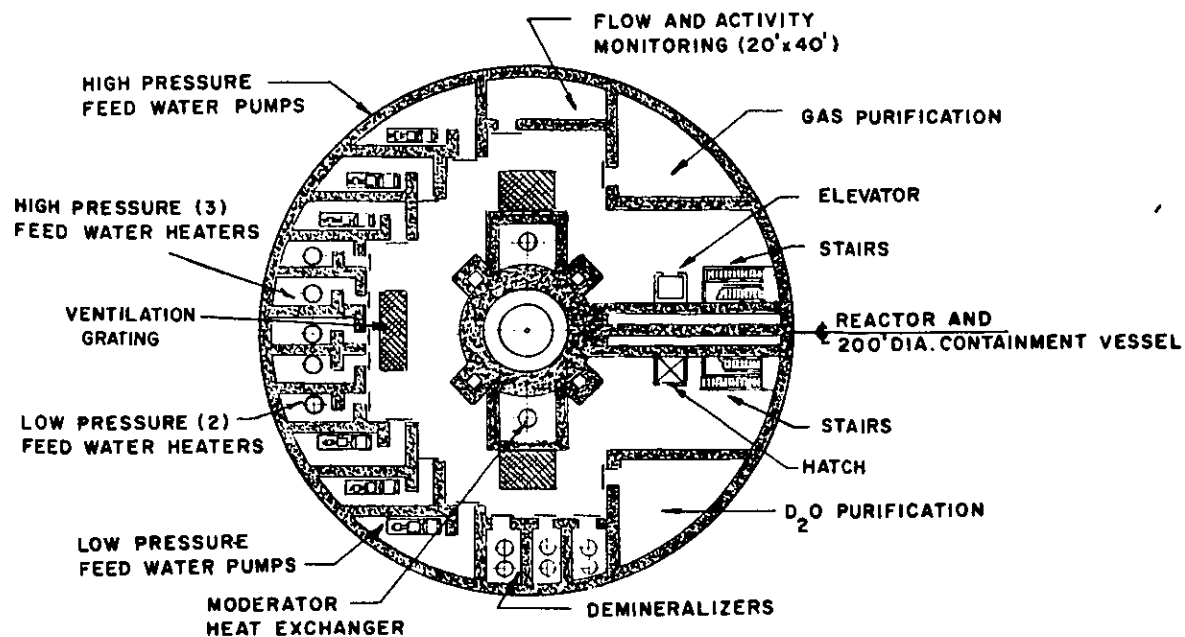 FLOW AND ACTIVITY
MONITORING (20'x40')
HIGH PRESSURE
FEED WATER PUMPS
GAS PURIFICATION
ELEVATOR
HIGH PRESSURE (3)
FEED WATER HEATERS
STAIRS
VENTILATION
GRATING
REACTOR AND
200' DIA. CONTAINMENT VESSEL
LOW PRESSURE (2)
FEED WATER HEATERS
STAIRS
HATCH
D2O PURIFICATION
LOW PRESSURE
FEED WATER PUMPS
MODERATOR
HEAT EXCHANGER
DEMINERALIZERS